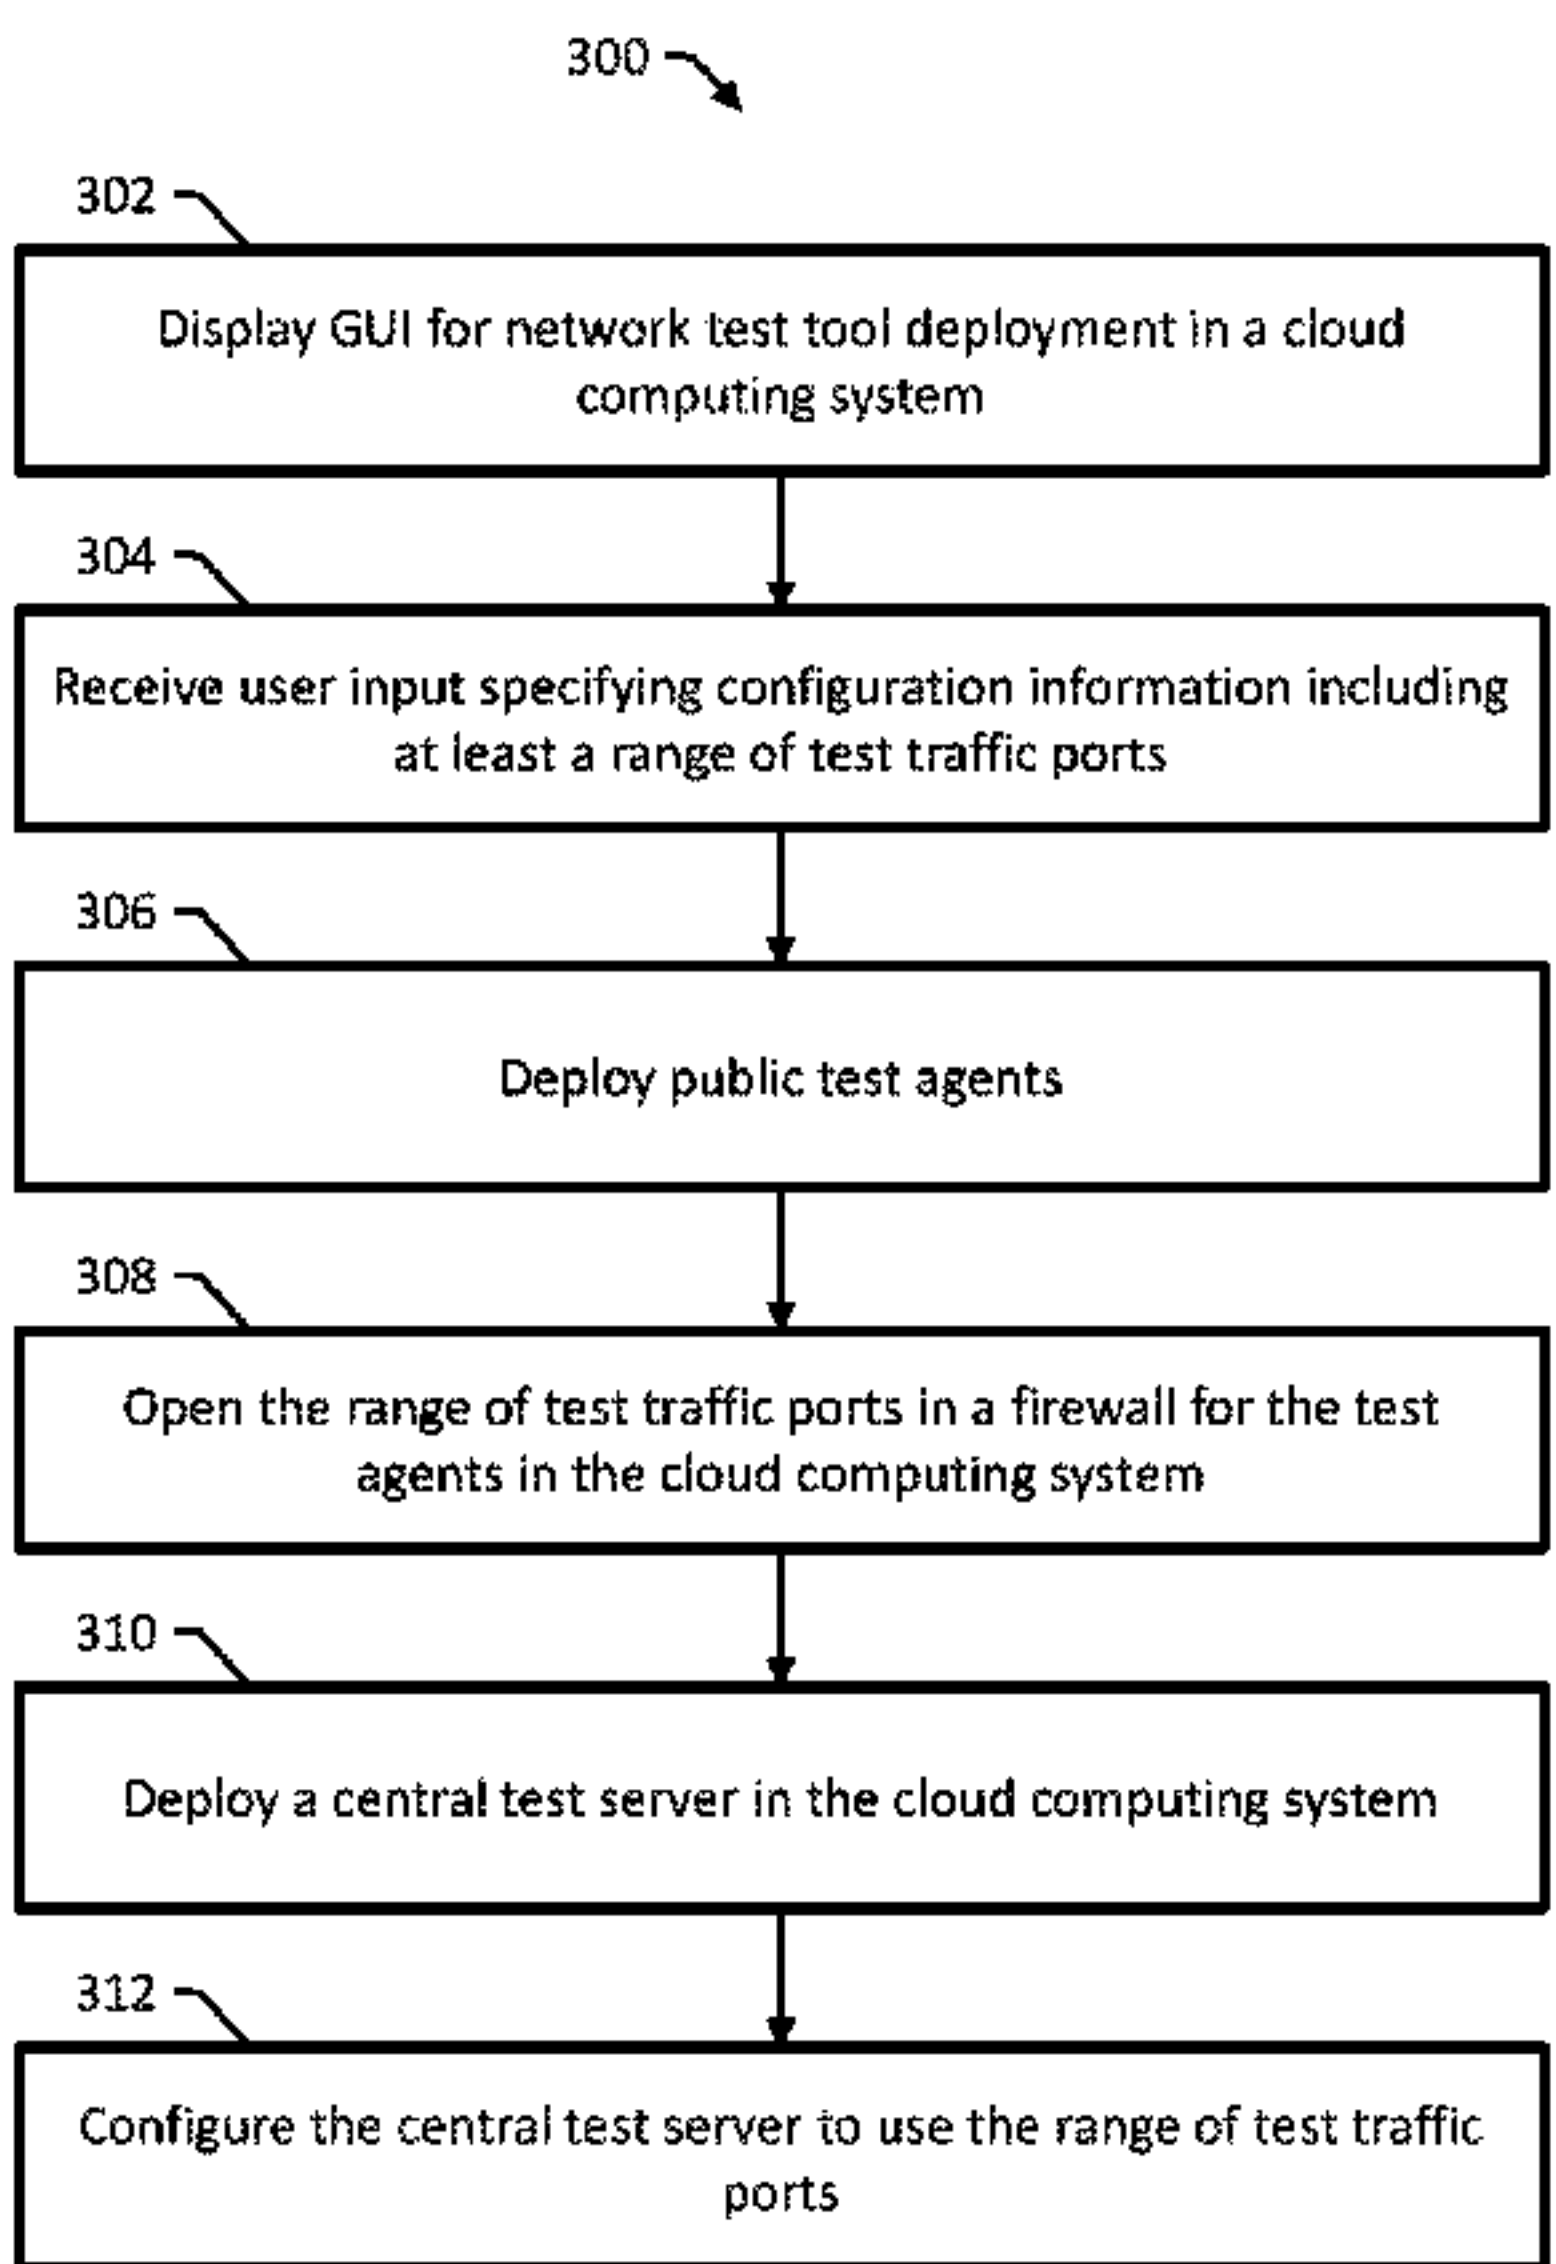 300
302
Display GUI for network test tool deployment in a cloud
computing system
304
Receive user input specifying configuration information including
at least a range of test traffic ports
306
Deploy public test agents
308
Open the range of test traffic ports in a firewall for the test
agents in the cloud computing system
310
Deploy a central test server in the cloud computing system
312
Configure the central test server to use the range of test traffic
ports